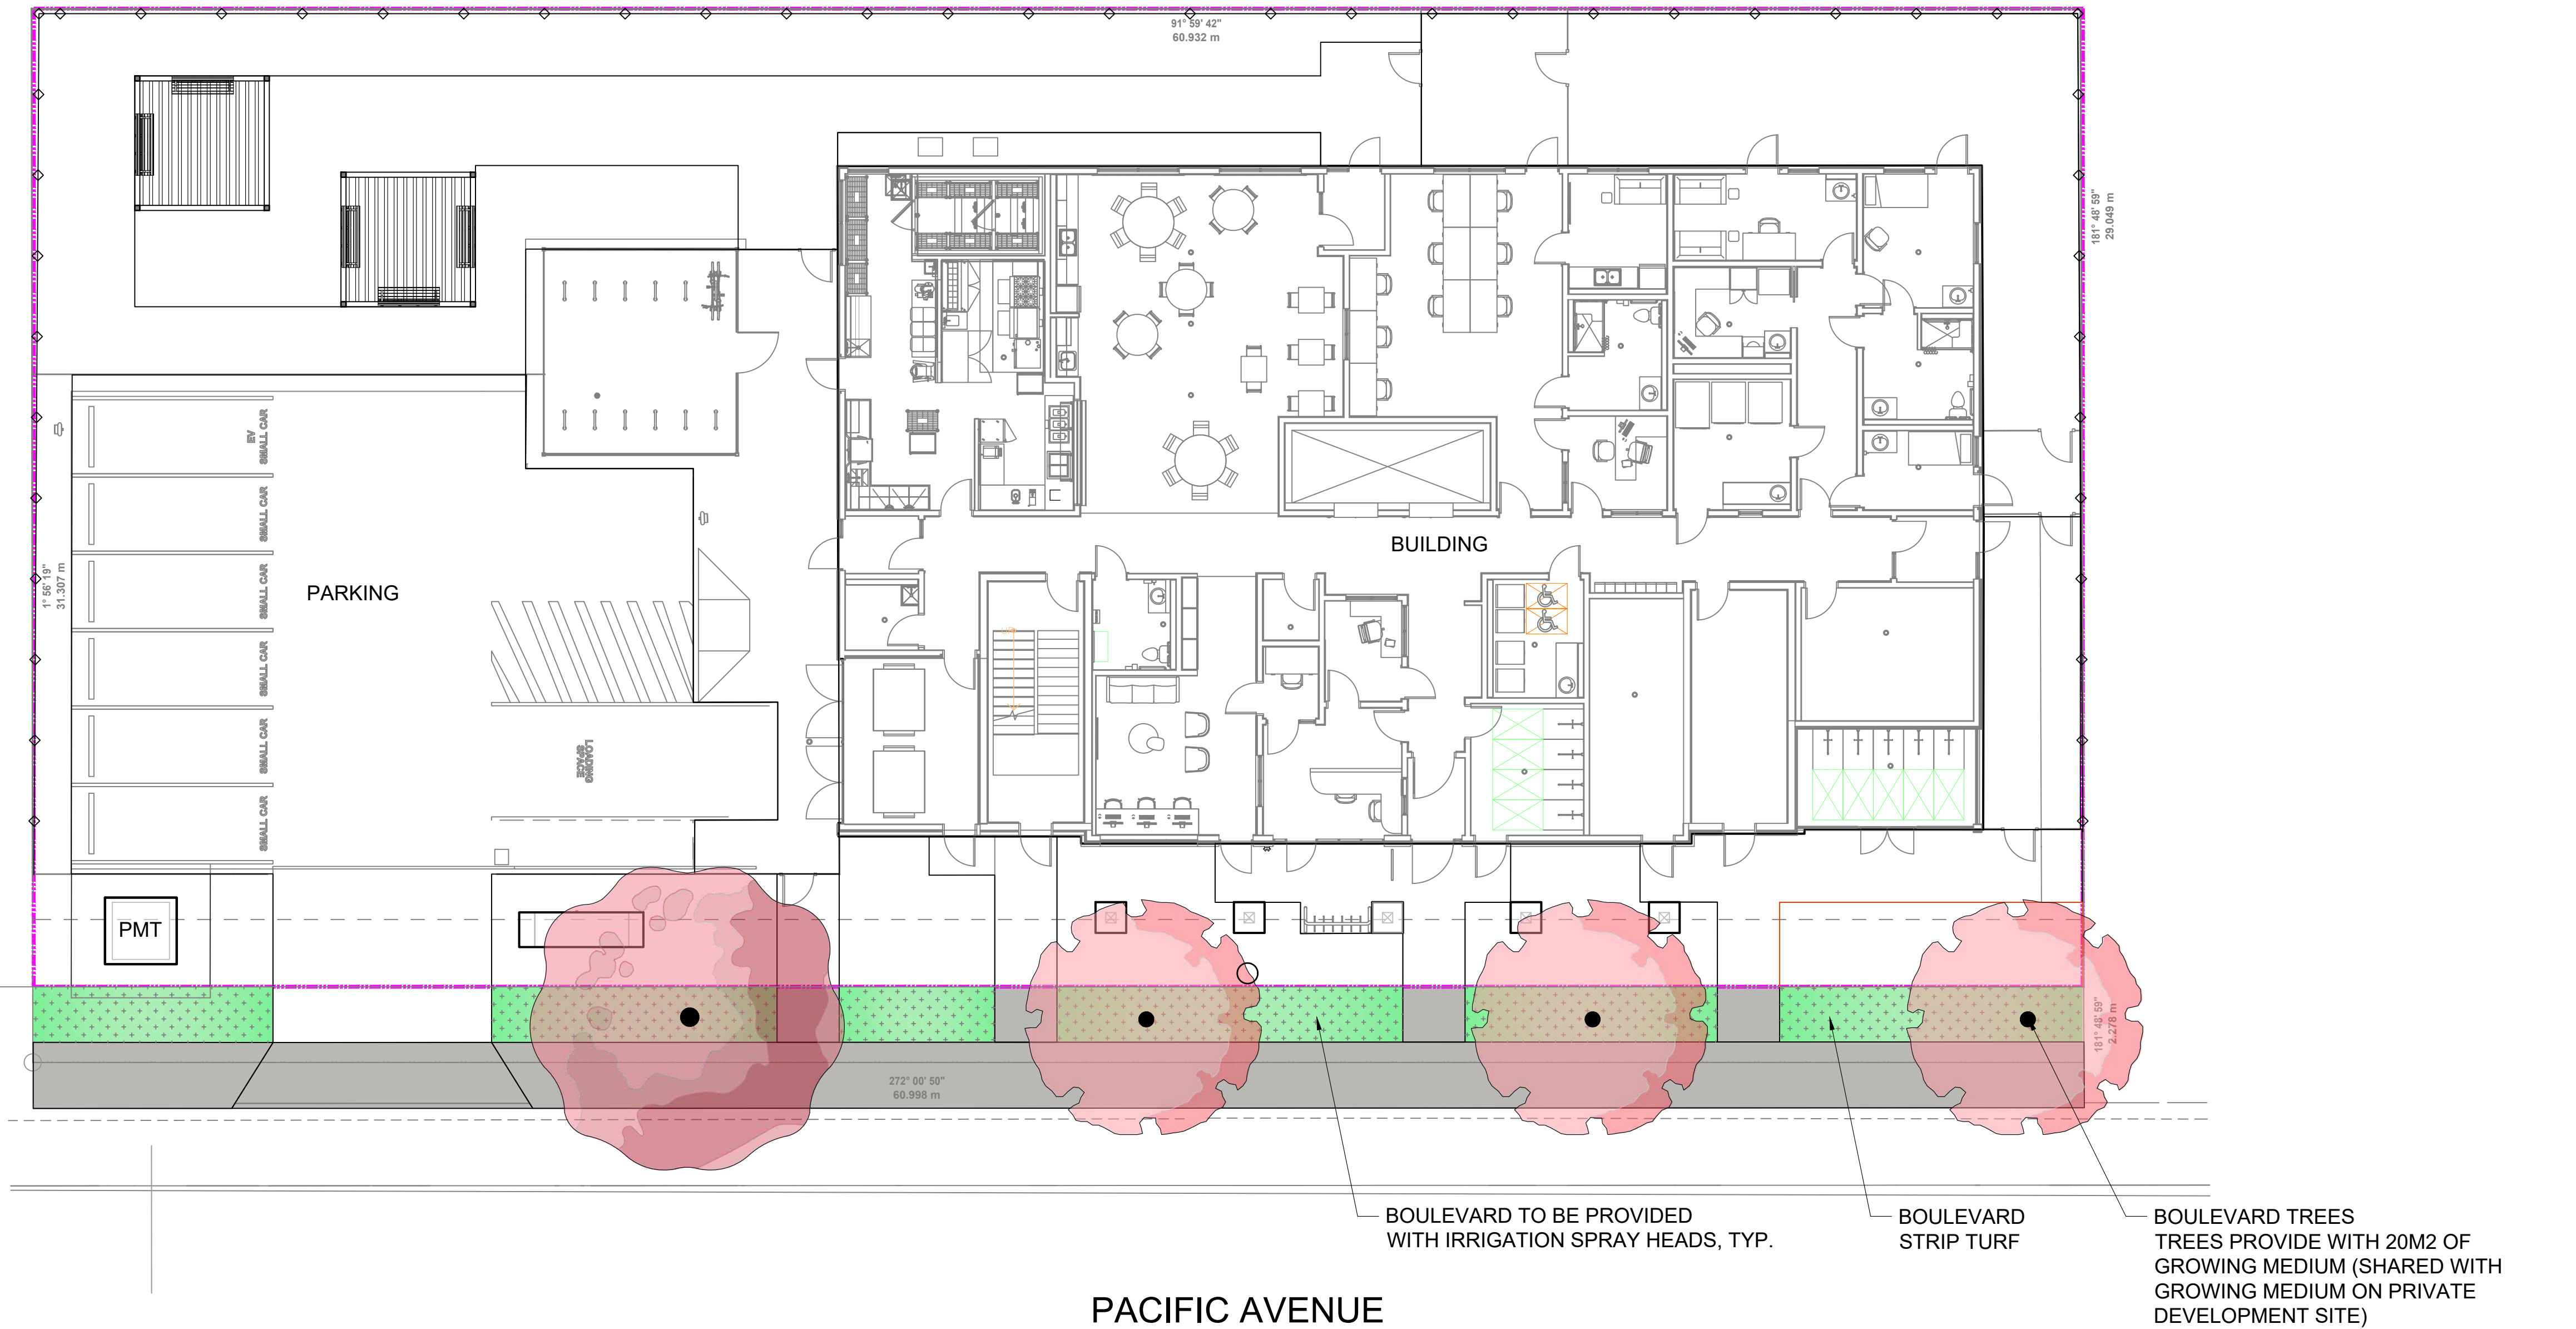 91° 59' 42"
60.932 m
181° 48' 59"
29.049 m
EV
SMALL CAR
SMALL CAR
SMALL CAR
SMALL CAR
SMALL CAR
SMALL CAR
1° 56' 19"
31.307 m
PARKING
BUILDING
LOADING
SPACE
PMT
181° 48' 59"
2.278 m
272° 00' 50"
60.998 m
BOULEVARD TO BE PROVIDED
WITH IRRIGATION SPRAY HEADS, TYP.
BOULEVARD
STRIP TURF
BOULEVARD TREES
TREES PROVIDE WITH 20M2 OF
GROWING MEDIUM (SHARED WITH
GROWING MEDIUM ON PRIVATE
DEVELOPMENT SITE)
PACIFIC AVENUE